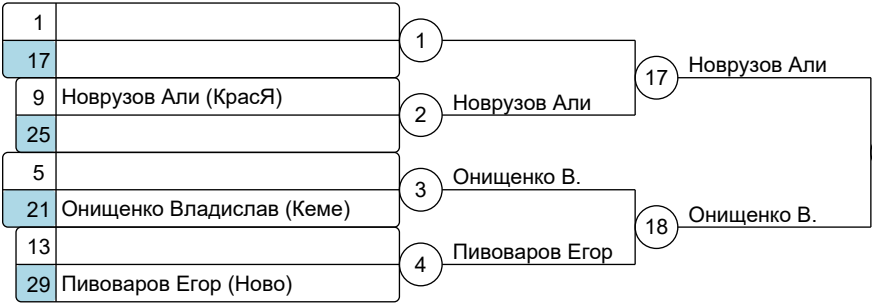 1
17
9 Новрузов Али (КрасЯ)
25
5
21 Онищенко Владислав (Кеме)
13
29 Пивоваров Егор (Ново)
1
2
3
4
Новрузов Али
Онищенко В.
Пивоваров Егор
17
18
Новрузов Али
Онищенко В.